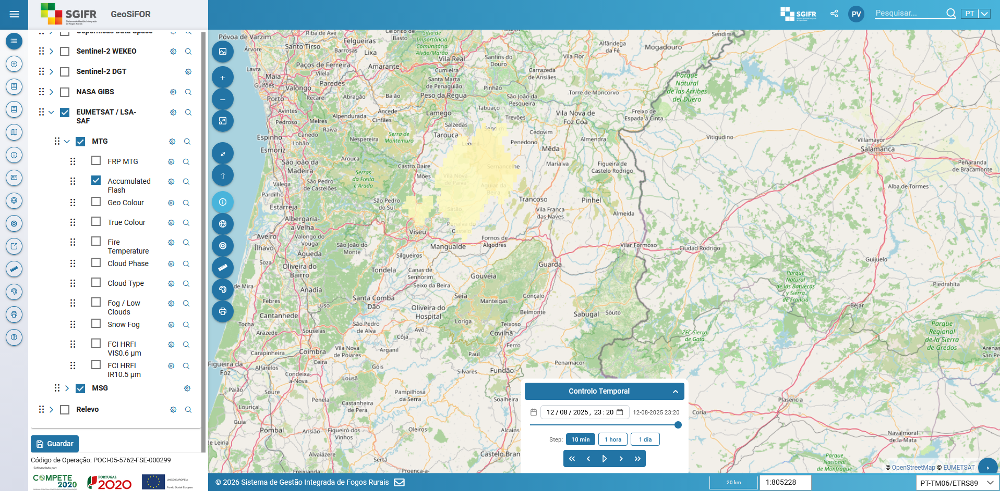 SGIFR
Sistema de Gestão Integrada
de Fogos Rurais
GeoSiFOR
SGIFR
PV
Pesquisar...
PT
Copernicus Data Space
Sentinel-2 WEKEO
Sentinel-2 DGT
NASA GIBS
EUMETSAT / LSA-
SAF
MTG
FRP MTG
Accumulated
Flash
Geo Colour
True Colour
Fire
Temperature
Cloud Phase
Cloud Type
Fog / Low
Clouds
Snow Fog
FCI HRFI
VIS0.6 µm
FCI HRFI
IR10.5 µm
MSG
Relevo
Guardar
Código de Operação: POCI-05-5762-FSE-000299
Cofinanciado por:
COMPETE
2020
PORTUGAL
2020
UNIÃO EUROPEIA
Fundo Social Europeu
Póvoa de Varzim
Riba de Ave
Celorico de
Basto
Sítio de
Importância
Comunitária
Alvão/Marão
Murça
Sendim
Felgueiras
Santo Tirso
Árvore
Barrosas
Lixa
Vila Real
Sanfins do
Douro
Vila Flor
Alfândega
da Fé
Mogadouro
Lavra
Paços de Ferreira
Amarante
Cumieira
Carrazeda
de Ansiães
Maia
Vilela
Paredes
Santa Marta
de Penaguião
Pinhão
Parque
Natural
de las Arribes
del Duero
Guifões
Valongo
Porto
Recarei
Abragão
Baião
Peso da Régua
São João da
Pesqueira
Torre de Moncorvo
Avintes
Alpendurada
Ancede
Cinfães
Lamego
Tabuaço
Trevões
Vila Nova de
Foz Coa
Freixo de
Espada à Cinta
Pedroso
Melres
Raiva
Salzedas
Sendim
Cedovim
Espinho
Canedo
Lobão
Nespereira
Serra de
Montemuro
Tarouca
Leomil
Penedono
Almendra
Vitigudino
Villamayor
Salamanca
Esmoriz
Arouca
Mêda
São João da
Madeira
Castro Daire
Sernancelhe
Marialva
Figueira de
Castelo Rodrigo
Peñaranda
de Bracamonte
Serras
da Freita
e Arada
Mões
Vila Nova
de Paiva
Aguiar da
Beira
Válega
São Pedro
de Castelões
Alba de Tormes
Pardilhó
São Pedro
do Sul
Trancoso
Pinhel
Estarreja
Sátão
Vila Franca
das Naves
Almeida
Albergaria-
a-Velha
Penalva do
Castelo
Viseu
Aveiro
Valongo do
Vouga
São João do
Monte
Mangualde
Fornos de
Algodres
Vilar Formoso
Ciudad Rodrigo
Ílhavo
Águeda
Silgueiros
Guijuelo
Soza
Oliveira do
Bairro
Tondela
Canas de
Senhorim
Gouveia
Guarda
Parque
Natural
de las Batuecas
y Sierra
de Francia
de Mira
Anadia
Seixo da Beira
Piedrahíta
Febres
Luso
Santa Comba
Dão
Seia
Manteigas
Gonçalo
Béjar
Cantanhede
Oliveira do
Hospital
Loriga
Belmonte
Sabugal
Souto
Tocha
Arazede
Souselas
São Pedro
de Alva
Avô
Teixoso
Covilhã
ZEC-Sierra
de Gata
Parque
Regional
de la Sierra
de Gredos
Côja
Ferro
Carapinheira
Coimbra
Vila Nova
de Poiares
Arganil
Paul
Arenas
San Pe
Figueira da
Foz
Alfarelos
Ceira
Góis
Silvares
Fundão
Penamacor
Condeixa-
a-Nova
Lousã
Paião
Soure
Penela
Castanheira
de Pera
Pampilhosa
da Serra
Soalheira
Plasencia
Louriçal
Coria
Guia
Pombal
Ansião
Figueiró dos
Vinhos
Oleiros
Alcains
Navalmoral
de la Mata
de Leiria
Alvaiázere
Sertã
Castelo Bran
Proença-a-
Parque
Nacional
de Monfragüe
Controlo Temporal
12 / 08 / 2025 , 23 : 20
12-08-2025 23:20
Step:
10 min
1 hora
1 dia
© OpenStreetMap © EUMETSAT
© 2026 Sistema de Gestão Integrada de Fogos Rurais
20 km
1:805228
PT-TM06/ETRS89